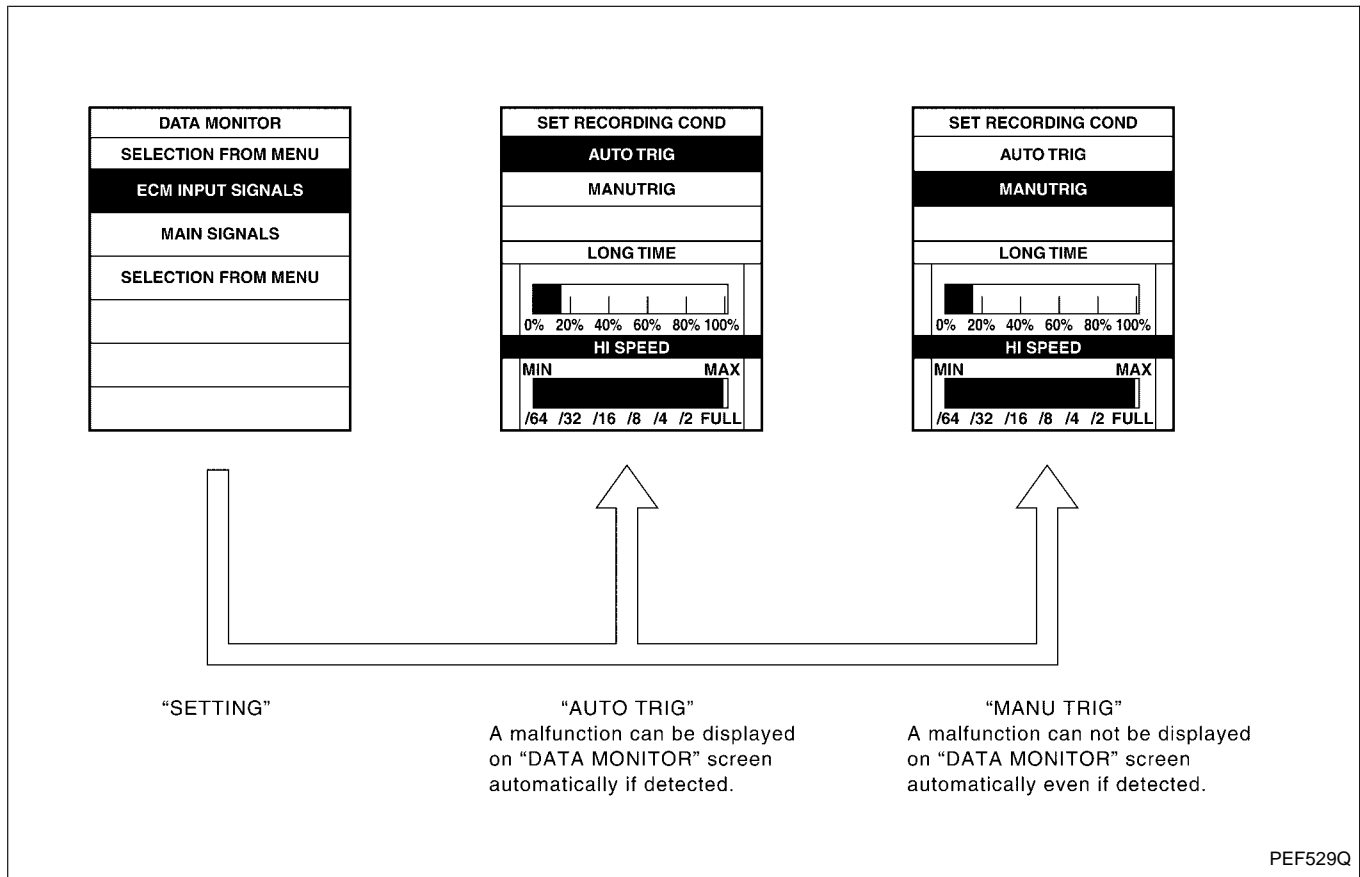 DATA MONITOR
SELECTION FROM MENU
ECM INPUT SIGNALS
MAIN SIGNALS
SELECTION FROM MENU
SET RECORDING COND
AUTO TRIG
MANUTRIG
LONG TIME
0% 20% 40% 60% 80% 100%
HI SPEED
MIN MAX
/64 /32 /16 /8 /4 /2 FULL
SET RECORDING COND
AUTO TRIG
MANUTRIG
LONG TIME
0% 20% 40% 60% 80% 100%
HI SPEED
MIN MAX
/64 /32 /16 /8 /4 /2 FULL
“SETTING”
“AUTO TRIG”
A malfunction can be displayed
on “DATA MONITOR” screen
automatically if detected.
“MANU TRIG”
A malfunction can not be displayed
on “DATA MONITOR” screen
automatically even if detected.
PEF529Q